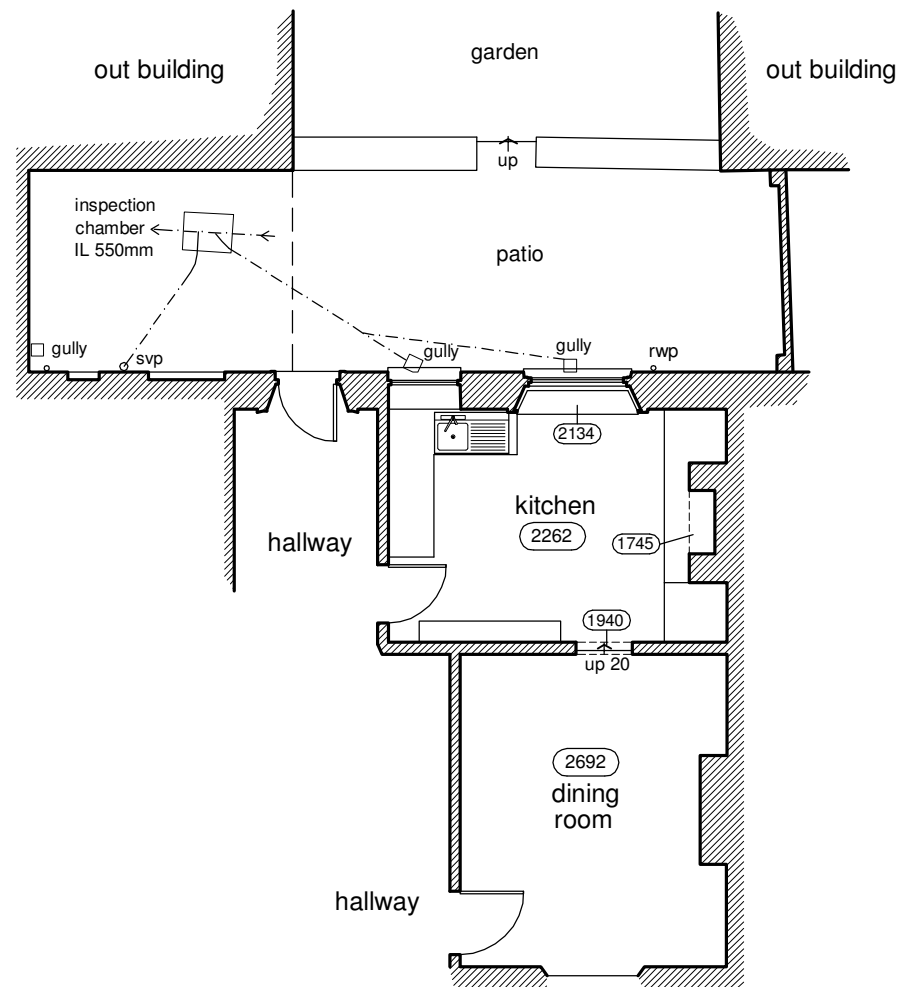 garden
out building
out building
up
inspection
chamber
IL 550mm
patio
gully
svp
gully
gully
rwp
2134
kitchen
2262
1745
hallway
1940
up 20
2692
dining
room
hallway